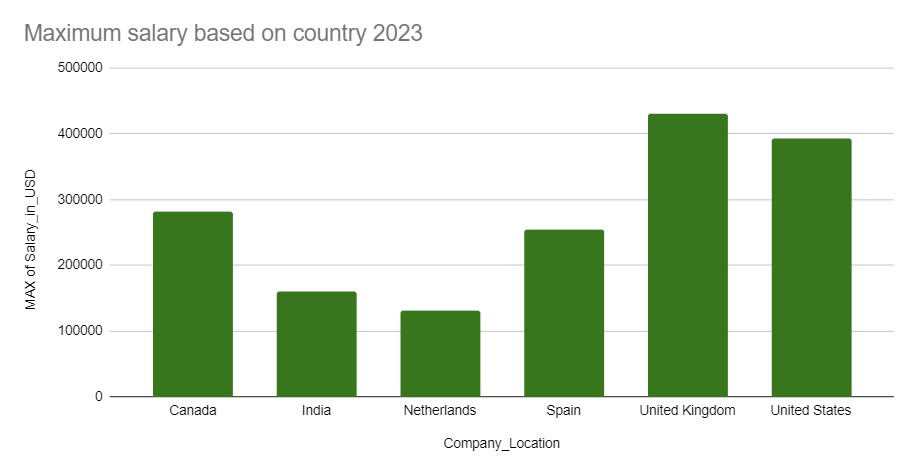 Maximum salary based on country 2023
500000
400000
300000
200000
100000
0
MAX of Salary_in_USD
Canada
India
Netherlands
Spain
United Kingdom
United States
Company_Location